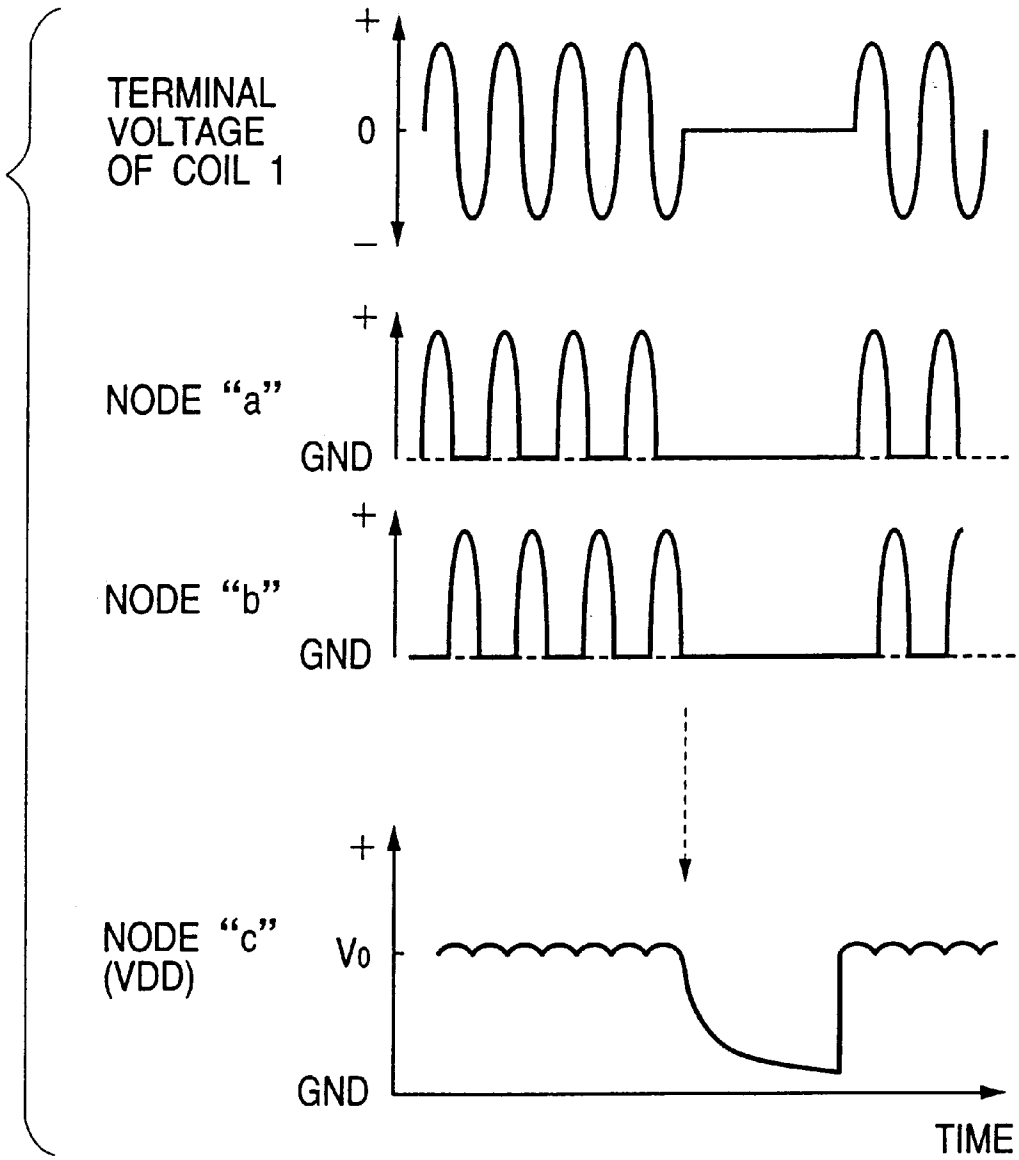 +
TERMINAL
VOLTAGE
OF COIL 1
0
−
+
NODE “a”
GND
+
NODE “b”
GND
+
NODE “c”
(VDD)
V0
GND
TIME